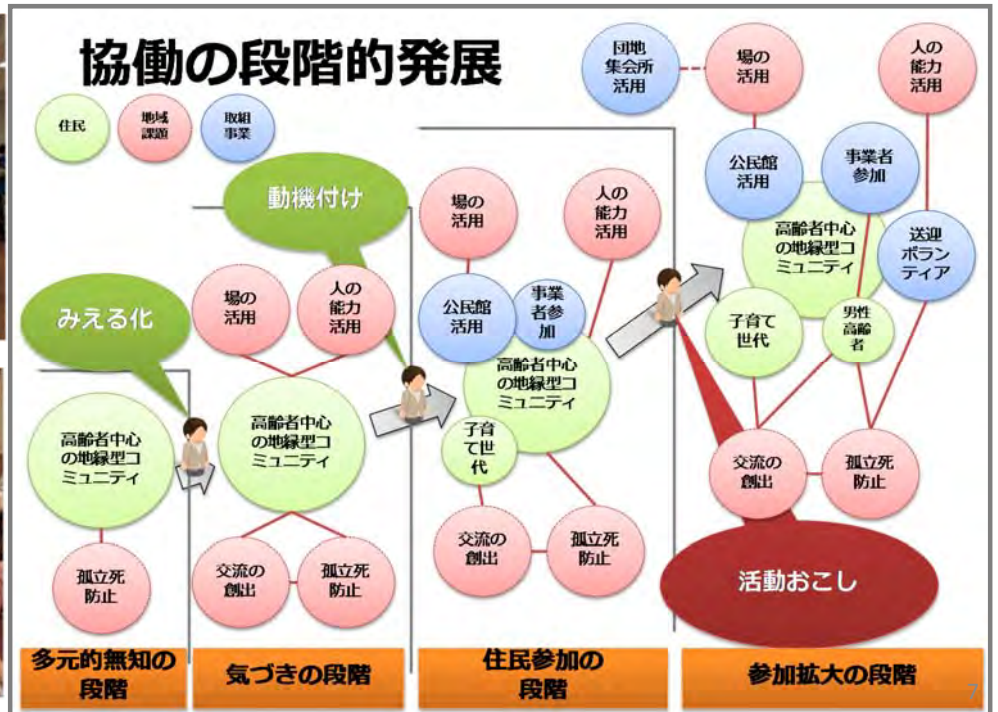 協働の段階的発展
住民
地域
課題
取組
事業
みえる化
動機付け
高齢者中心
の地縁型コ
ミュニティ
孤立死
防止
多元的無知の
段階
場の
活用
人の
能力
活用
高齢者中心
の地縁型コ
ミュニティ
交流の
創出
孤立死
防止
気づきの段階
場の
活用
人の
能力
活用
公民館
活用
事業
者参
加
高齢者中心
の地縁型コ
ミュニティ
子育
て世
代
交流の
創出
孤立死
防止
住民参加の
段階
団地
集会所
活用
場の
活用
人の
能力
活用
公民館
活用
事業者
参加
高齢者中心
の地縁型コ
ミュニティ
送迎
ボラン
ティア
子育て
世代
男性
高齢
者
交流の
創出
孤立死
防止
活動おこし
参加拡大の段階
7